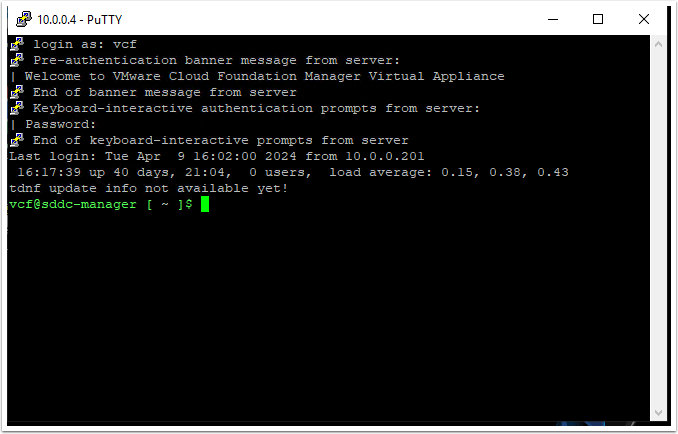 10.0.0.4 - PuTTY
login as: vcf
Pre-authentication banner message from server:
| Welcome to VMware Cloud Foundation Manager Virtual Appliance
End of banner message from server
Keyboard-interactive authentication prompts from server:
| Password:
End of keyboard-interactive prompts from server
Last login: Tue Apr  9 16:02:00 2024 from 10.0.0.201
 16:17:39 up 40 days, 21:04,  0 users,  load average: 0.15, 0.38, 0.43
tdnf update info not available yet!
vcf@sddc-manager [ ~ ]$